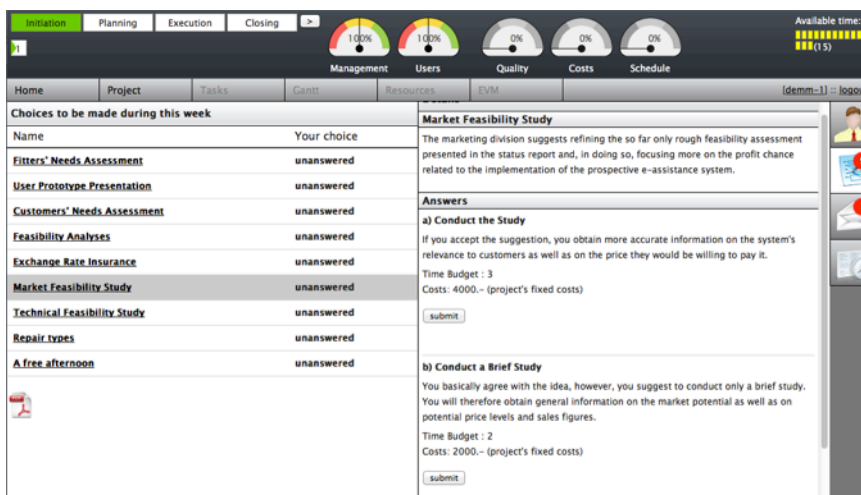 Initiation Planning Execution Closing >
Available time:
(15)
1
100% 100% 0% 0% 0%
Management Users Quality Costs Schedule
Home Project Tasks Gantt Resources EVM [demm-1] :: logou
Choices to be made during this week
Name Your choice
Fitters' Needs Assessment unanswered
User Prototype Presentation unanswered
Customers' Needs Assessment unanswered
Feasibility Analyses unanswered
Exchange Rate Insurance unanswered
Market Feasibility Study unanswered
Technical Feasibility Study unanswered
Repair types unanswered
A free afternoon unanswered
Details
Market Feasibility Study
The marketing division suggests refining the so far only rough feasibility assessment
presented in the status report and, in doing so, focusing more on the profit chance
related to the implementation of the prospective e-assistance system.
Answers
a) Conduct the Study
If you accept the suggestion, you obtain more accurate information on the system's
relevance to customers as well as on the price they would be willing to pay it.
Time Budget : 3
Costs: 4000.- (project's fixed costs)
submit
b) Conduct a Brief Study
You basically agree with the idea, however, you suggest to conduct only a brief study.
You will therefore obtain general information on the market potential as well as on
potential price levels and sales figures.
Time Budget : 2
Costs: 2000.- (project's fixed costs)
submit